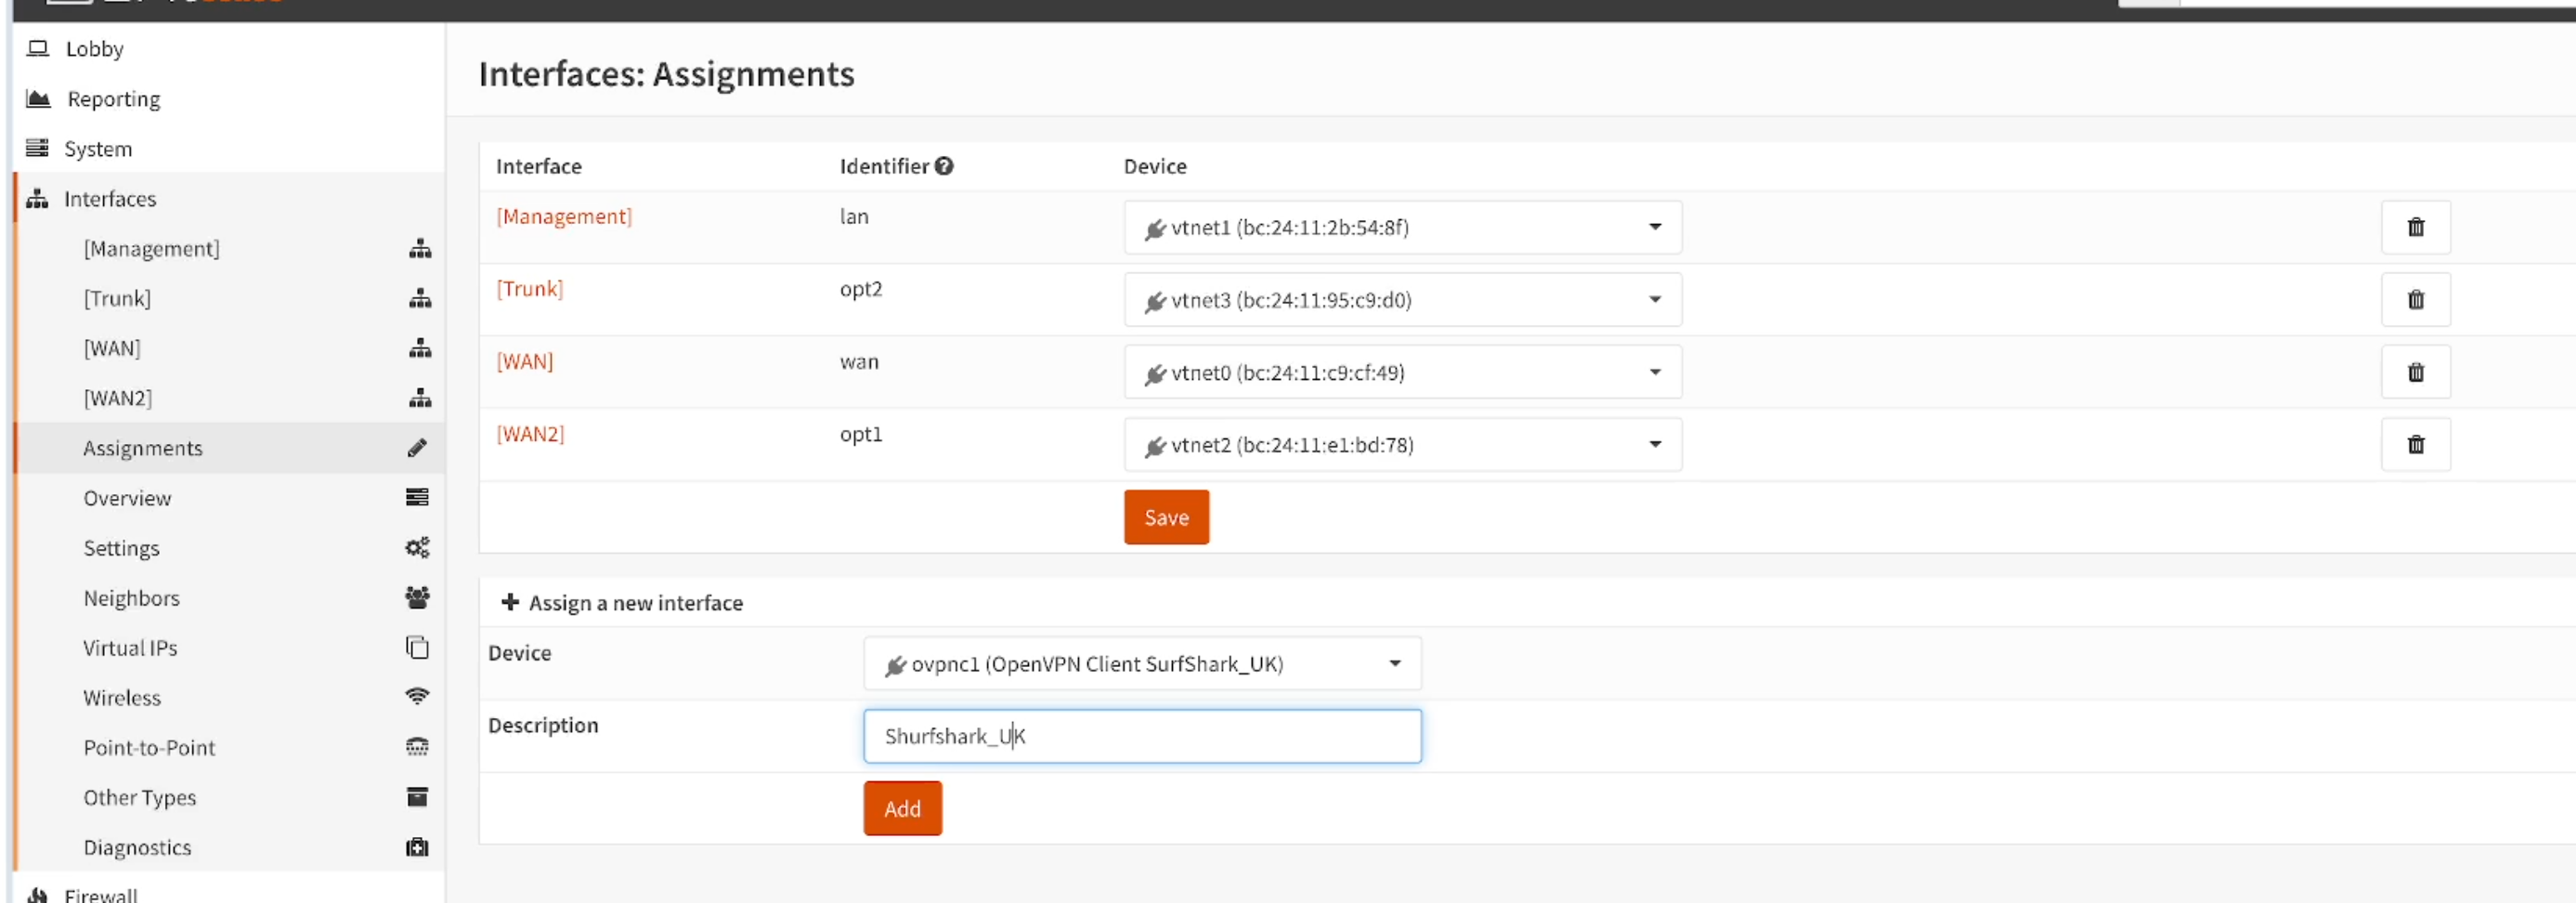 Lobby
Reporting
System
Interfaces
[Management]
[Trunk]
[WAN]
[WAN2]
Assignments
Overview
Settings
Neighbors
Virtual IPs
Wireless
Point-to-Point
Other Types
Diagnostics
Firewall
Interfaces: Assignments
Interface Identifier Device
[Management] lan vtnet1 (bc:24:11:2b:54:8f)
[Trunk] opt2 vtnet3 (bc:24:11:95:c9:d0)
[WAN] wan vtnet0 (bc:24:11:c9:cf:49)
[WAN2] opt1 vtnet2 (bc:24:11:e1:bd:78)
Save
Assign a new interface
Device ovpnc1 (OpenVPN Client SurfShark_UK)
Description Shurfshark_UK
Add